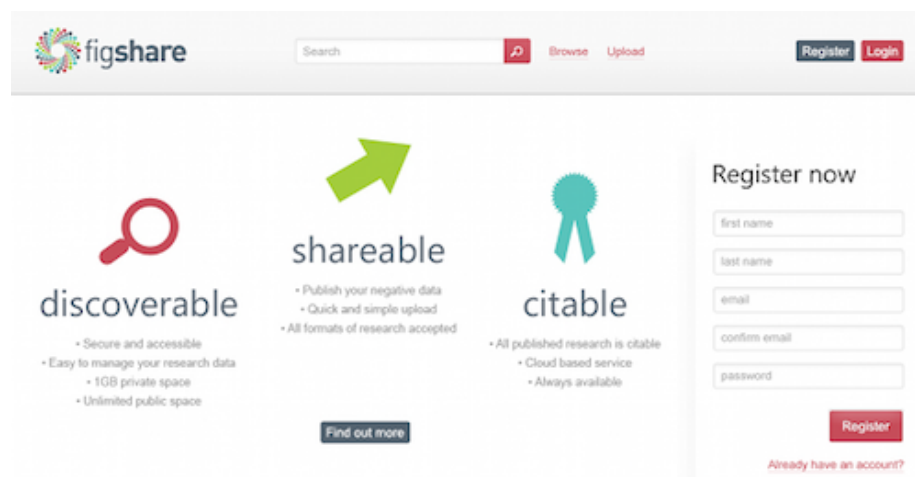 figshare
Search
Browse
Upload
Register
Login
discoverable
• Secure and accessible
• Easy to manage your research data
• 1GB private space
• Unlimited public space
shareable
• Publish your negative data
• Quick and simple upload
• All formats of research accepted
Find out more
citable
• All published research is citable
• Cloud based service
• Always available
Register now
first name
last name
email
confirm email
password
Register
Already have an account?